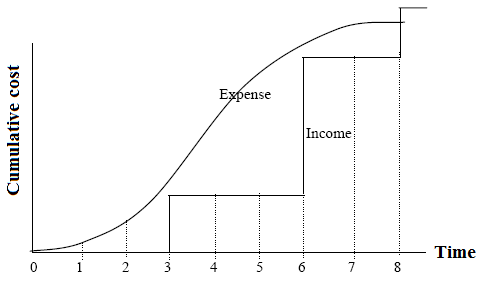 Cumulative cost
Expense
Income
Time
0 1 2 3 4 5 6 7 8